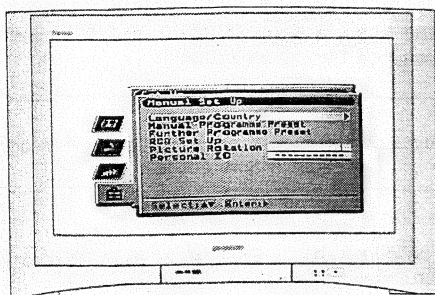 Manual Set Up
Language/Country
Manual Programme Preset
Further Programme Preset
RGB Set Up
Picture Rotation
Personal ID
Select:▲▼ Enter:▶